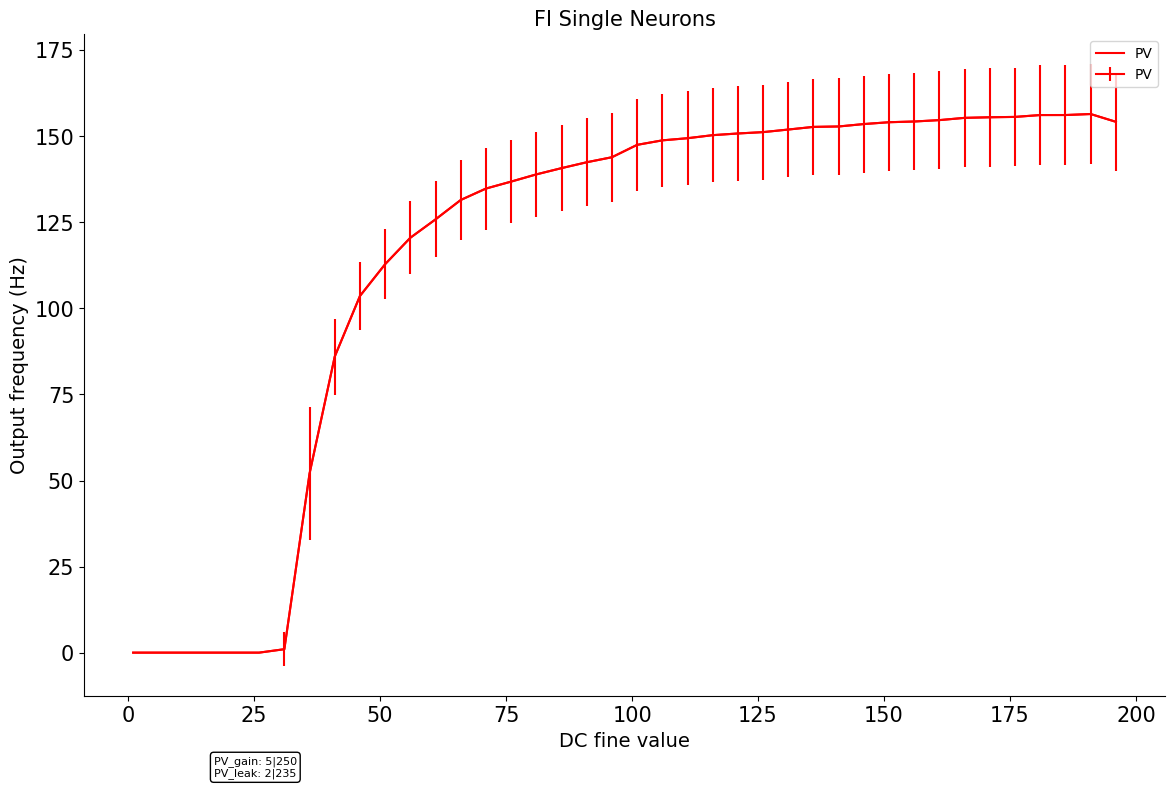 FI Single Neurons
PV
PV
175
150
125
100
75
50
25
0
Output frequency (Hz)
0 25 50 75 100 125 150 175 200
DC fine value
PV_gain: 5|250
PV_leak: 2|235